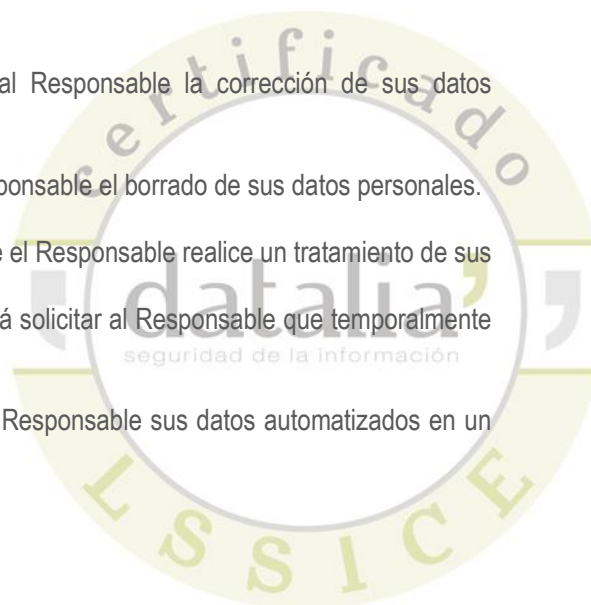 al Responsable la corrección de sus datos
ponsable el borrado de sus datos personales.
e el Responsable realice un tratamiento de sus
á solicitar al Responsable que temporalmente
Responsable sus datos automatizados en un
certificado
datalia
seguridad de la información
LSSICE